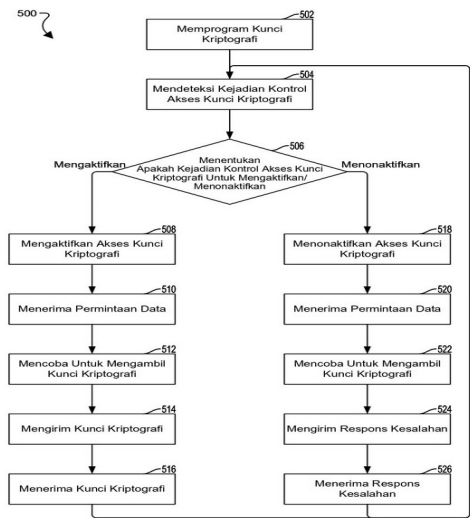 500
502
Memprogram Kunci
Kriptografi
504
Mendeteksi Kejadian Kontrol
Akses Kunci Kriptografi
506
Menentukan
Apakah Kejadian Kontrol Akses Kunci
Kriptografi Untuk Mengaktifkan/
Menonaktifkan
Mengaktifkan
Menonaktifkan
508
Mengaktifkan Akses Kunci
Kriptografi
510
Menerima Permintaan Data
512
Mencoba Untuk Mengambil
Kunci Kriptografi
514
Mengirim Kunci Kriptografi
516
Menerima Kunci Kriptografi
518
Menonaktifkan Akses Kunci
Kriptografi
520
Menerima Permintaan Data
522
Mencoba Untuk Mengambil
Kunci Kriptografi
524
Mengirim Respons Kesalahan
526
Menerima Respons
Kesalahan